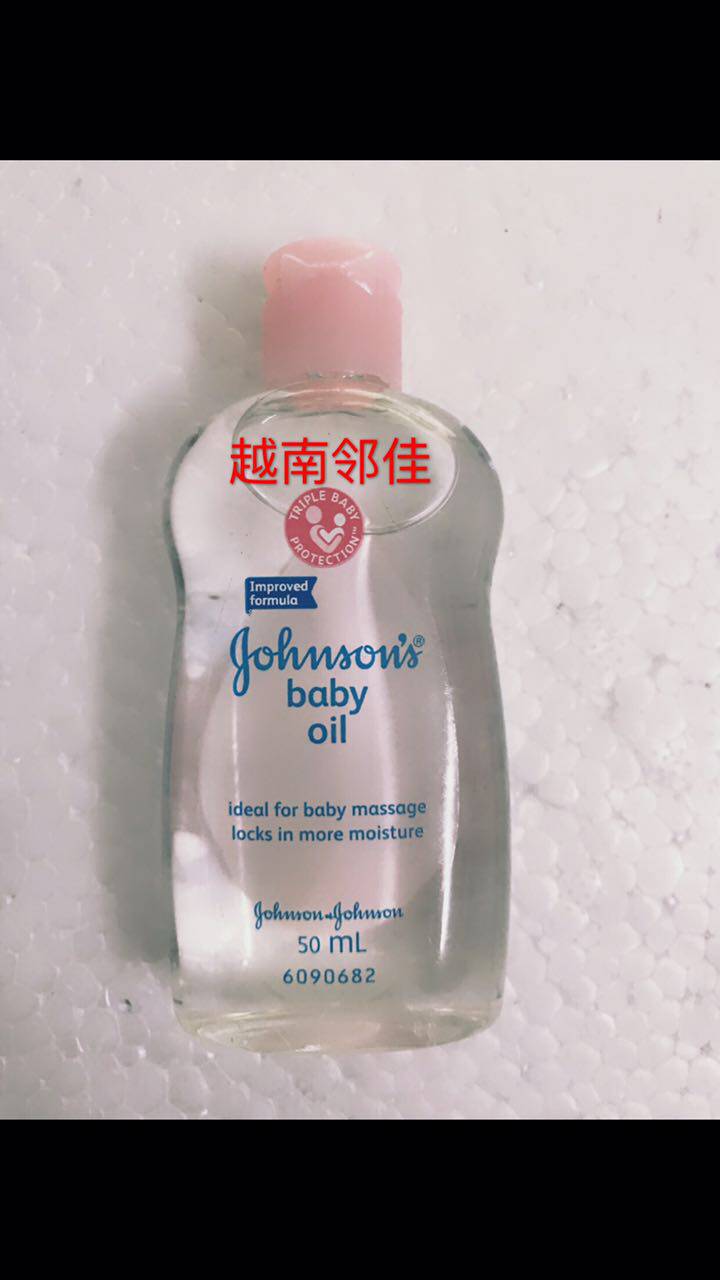 越南邻佳
TRIPLE BABY
PROTECTION™
Improved
formula
Johnson's®
baby
oil
ideal for baby massage
locks in more moisture
Johnson & Johnson
50 mL
6090682